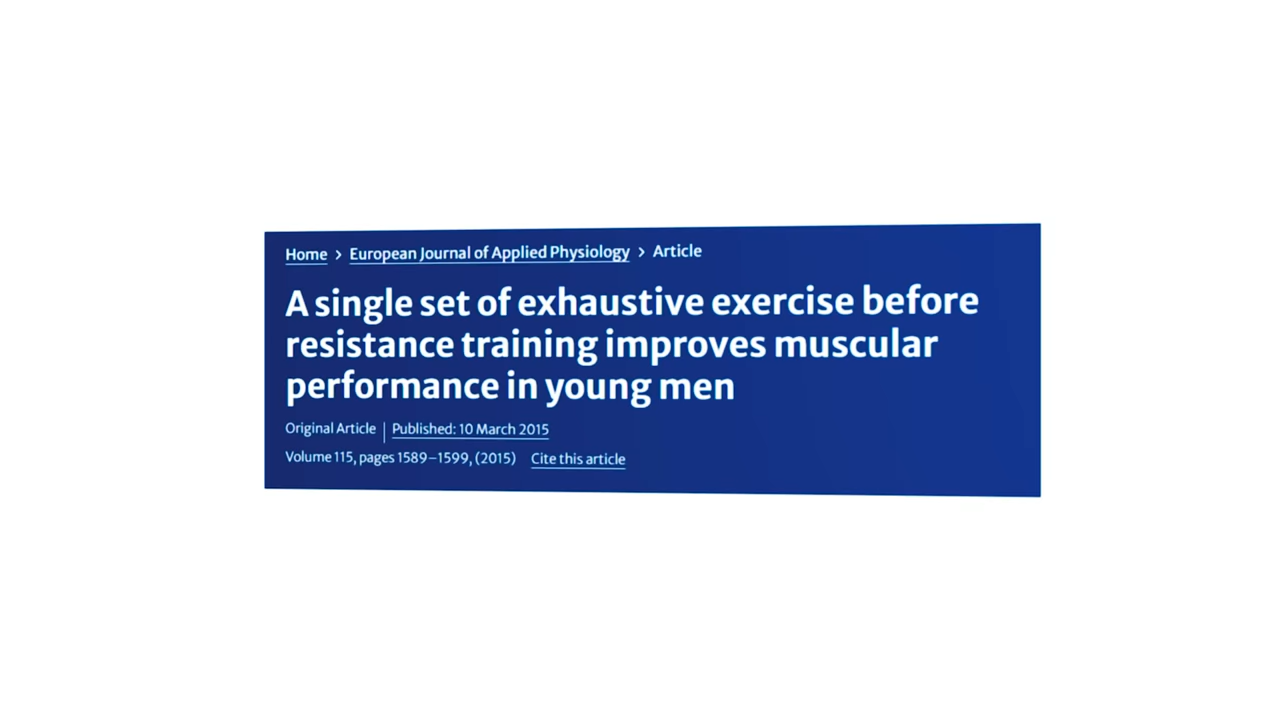 Home > European Journal of Applied Physiology > Article
A single set of exhaustive exercise before
resistance training improves muscular
performance in young men
Original Article | Published: 10 March 2015
Volume 115, pages 1589–1599, (2015) Cite this article